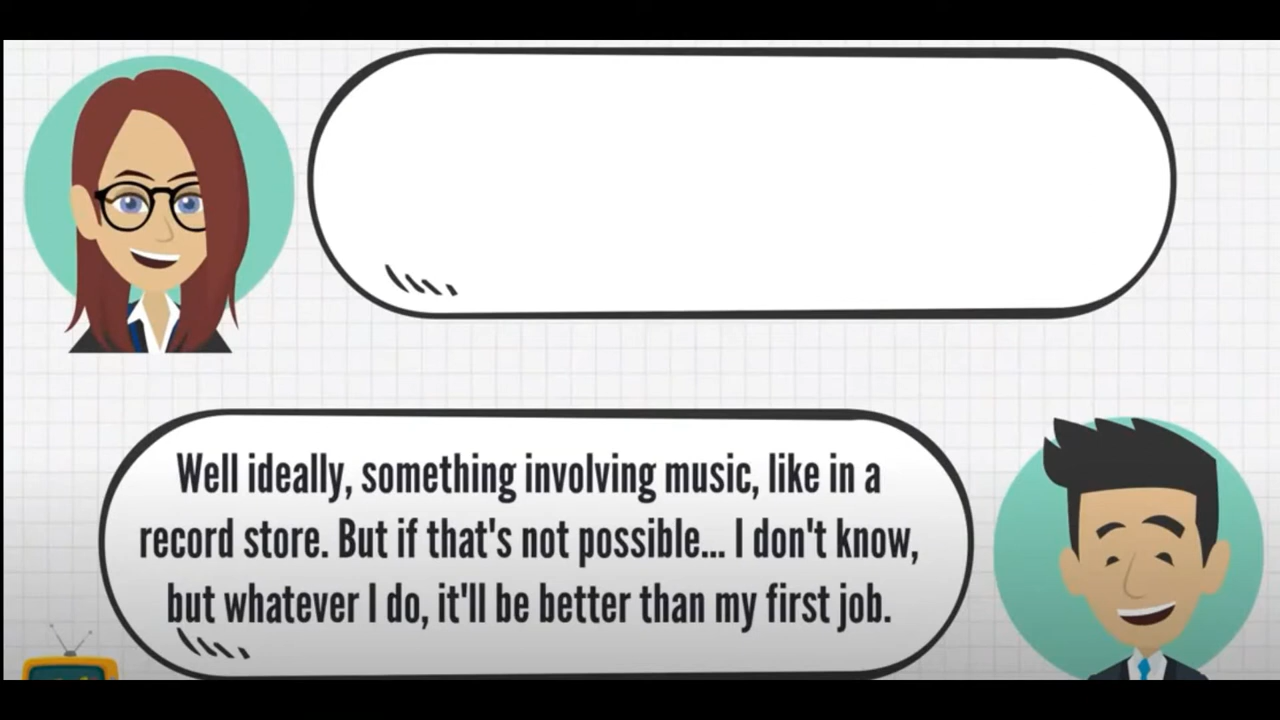 Well ideally, something involving music, like in a
record store. But if that's not possible... I don't know,
but whatever I do, it'll be better than my first job.